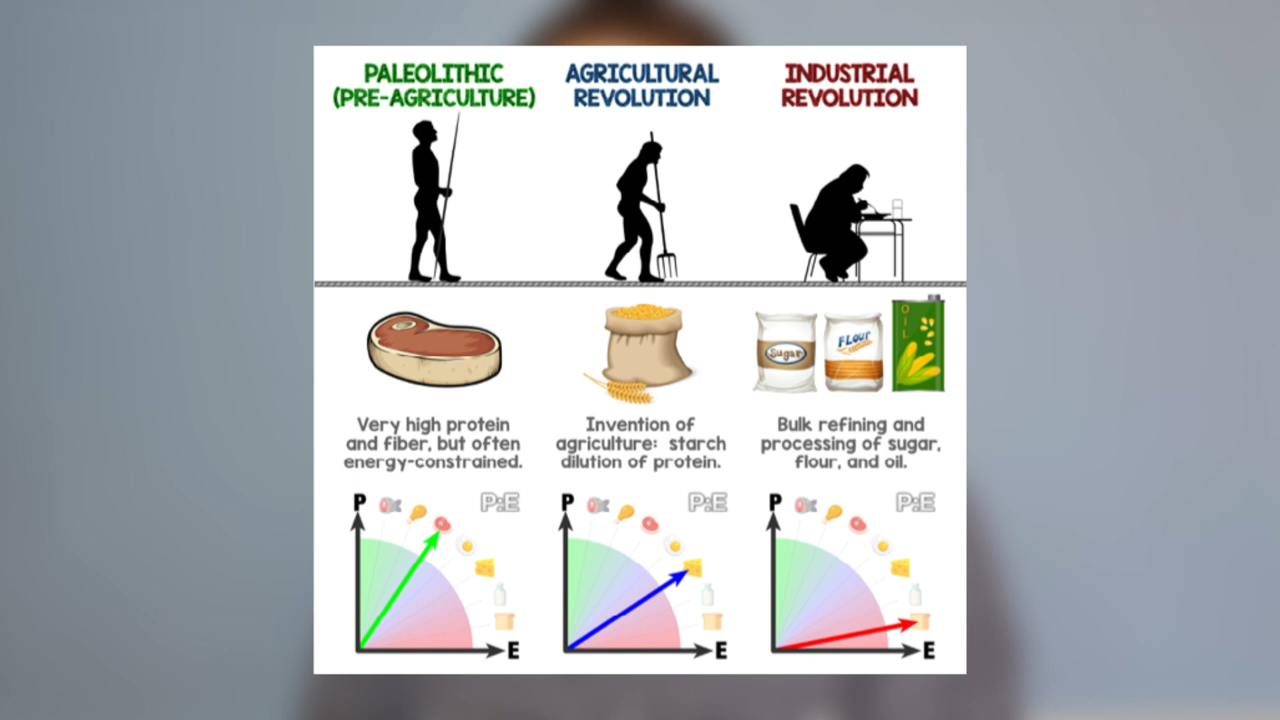 PALEOLITHIC
(PRE-AGRICULTURE)
AGRICULTURAL
REVOLUTION
INDUSTRIAL
REVOLUTION
Sugar
FLOUR
OIL
Very high protein
and fiber, but often
energy-constrained.
Invention of
agriculture: starch
dilution of protein.
Bulk refining and
processing of sugar,
flour, and oil.
P
P:E
E
P
P:E
E
P
P:E
E